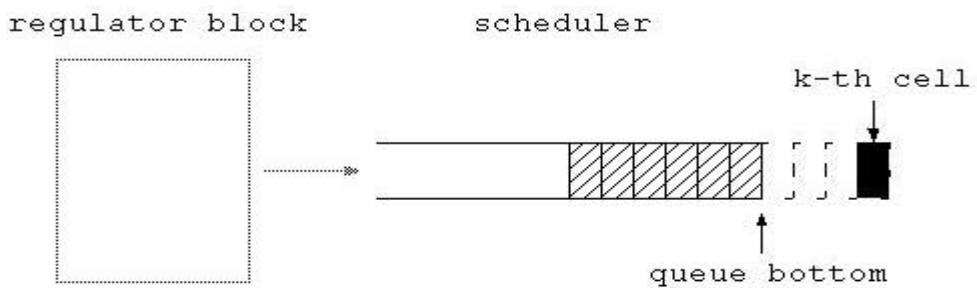 regulator block
scheduler
k-th cell
queue bottom